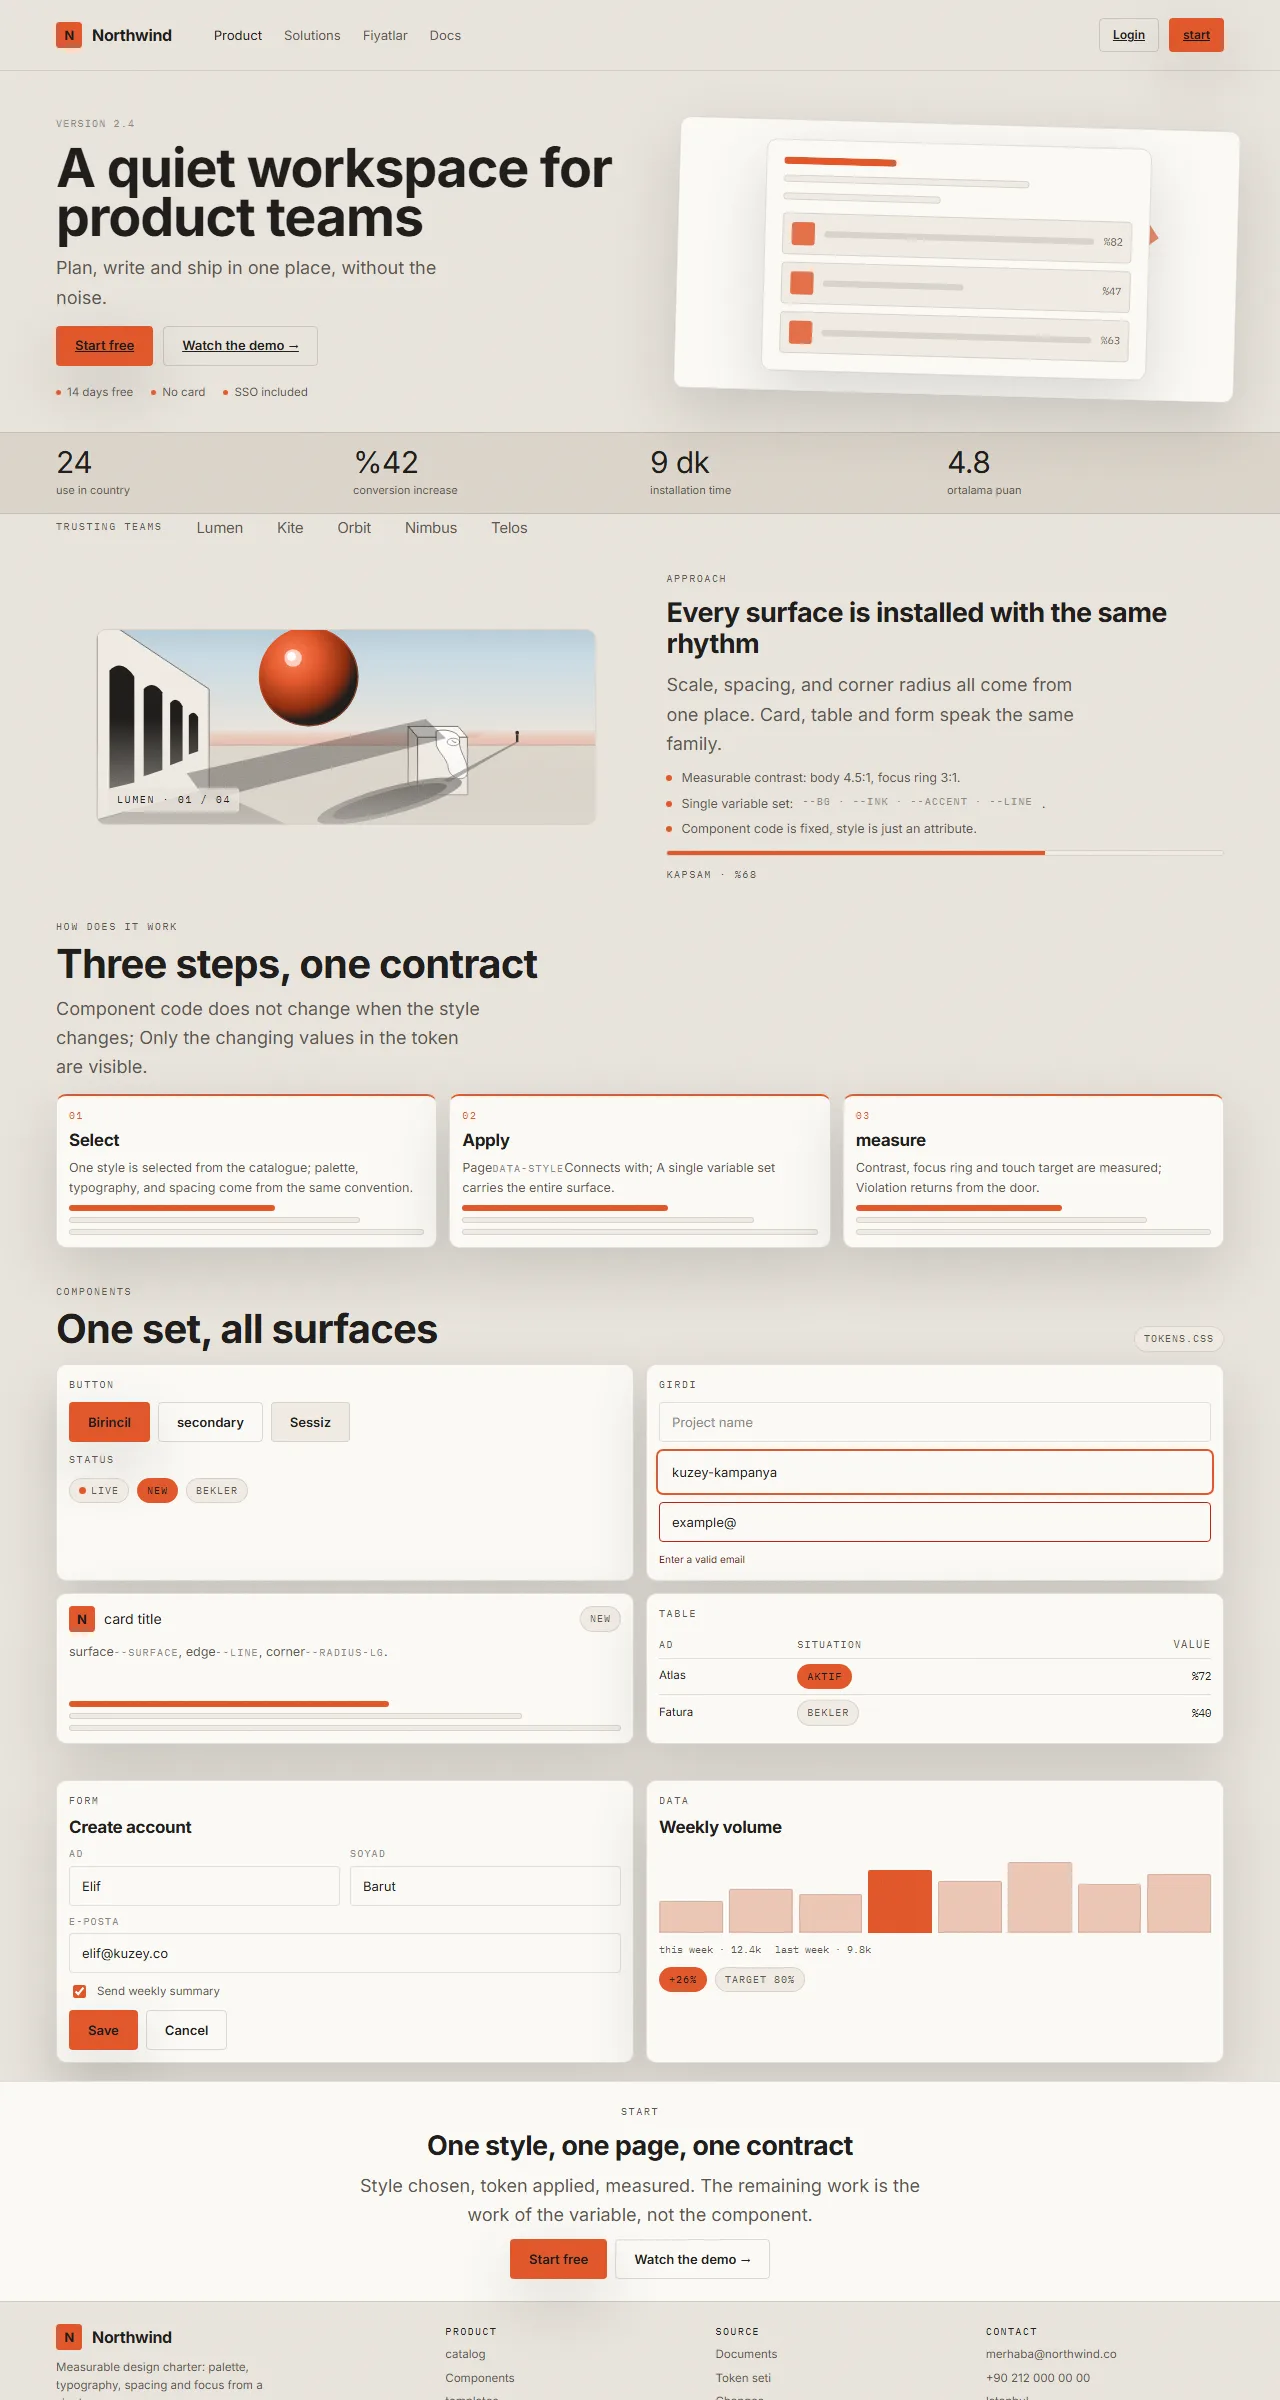 N Northwind Product Solutions Fiyatlar Docs Login start
VERSION 2.4
A quiet workspace for
product teams
Plan, write and ship in one place, without the
noise.
Start free Watch the demo →
14 days free No card SSO included
%82
%47
%63
24 %42 9 dk 4.8
use in country conversion increase installation time ortalama puan
TRUSTING TEAMS Lumen Kite Orbit Nimbus Telos
APPROACH
Every surface is installed with the same
rhythm
Scale, spacing, and corner radius all come from
one place. Card, table and form speak the same
family.
Measurable contrast: body 4.5:1, focus ring 3:1.
Single variable set: --BG · --INK · --ACCENT · --LINE .
Component code is fixed, style is just an attribute.
KAPSAM · %68
LUMEN · 01 / 04
HOW DOES IT WORK
Three steps, one contract
Component code does not change when the style
changes; Only the changing values in the token
are visible.
01
Select
One style is selected from the catalogue; palette,
typography, and spacing come from the same convention.
02
Apply
PageDATA-STYLEConnects with; A single variable set
carries the entire surface.
03
measure
Contrast, focus ring and touch target are measured;
Violation returns from the door.
COMPONENTS
One set, all surfaces
TOKENS.CSS
BUTTON
Birincil secondary Sessiz
STATUS
LIVE NEW BEKLER
GIRDI
Project name
kuzey-kampanya
example@
Enter a valid email
N card title NEW
surface--SURFACE, edge--LINE, corner--RADIUS-LG.
TABLE
AD SITUATION VALUE
Atlas AKTIF %72
Fatura BEKLER %40
FORM
Create account
AD SOYAD
Elif Barut
E-POSTA
elif@kuzey.co
Send weekly summary
Save Cancel
DATA
Weekly volume
this week · 12.4k last week · 9.8k
+26% TARGET 80%
START
One style, one page, one contract
Style chosen, token applied, measured. The remaining work is the
work of the variable, not the component.
Start free Watch the demo →
N Northwind
Measurable design charter: palette,
typography, spacing and focus from a
PRODUCT
catalog
Components
SOURCE
Documents
Token seti
CONTACT
merhaba@northwind.co
+90 212 000 00 00